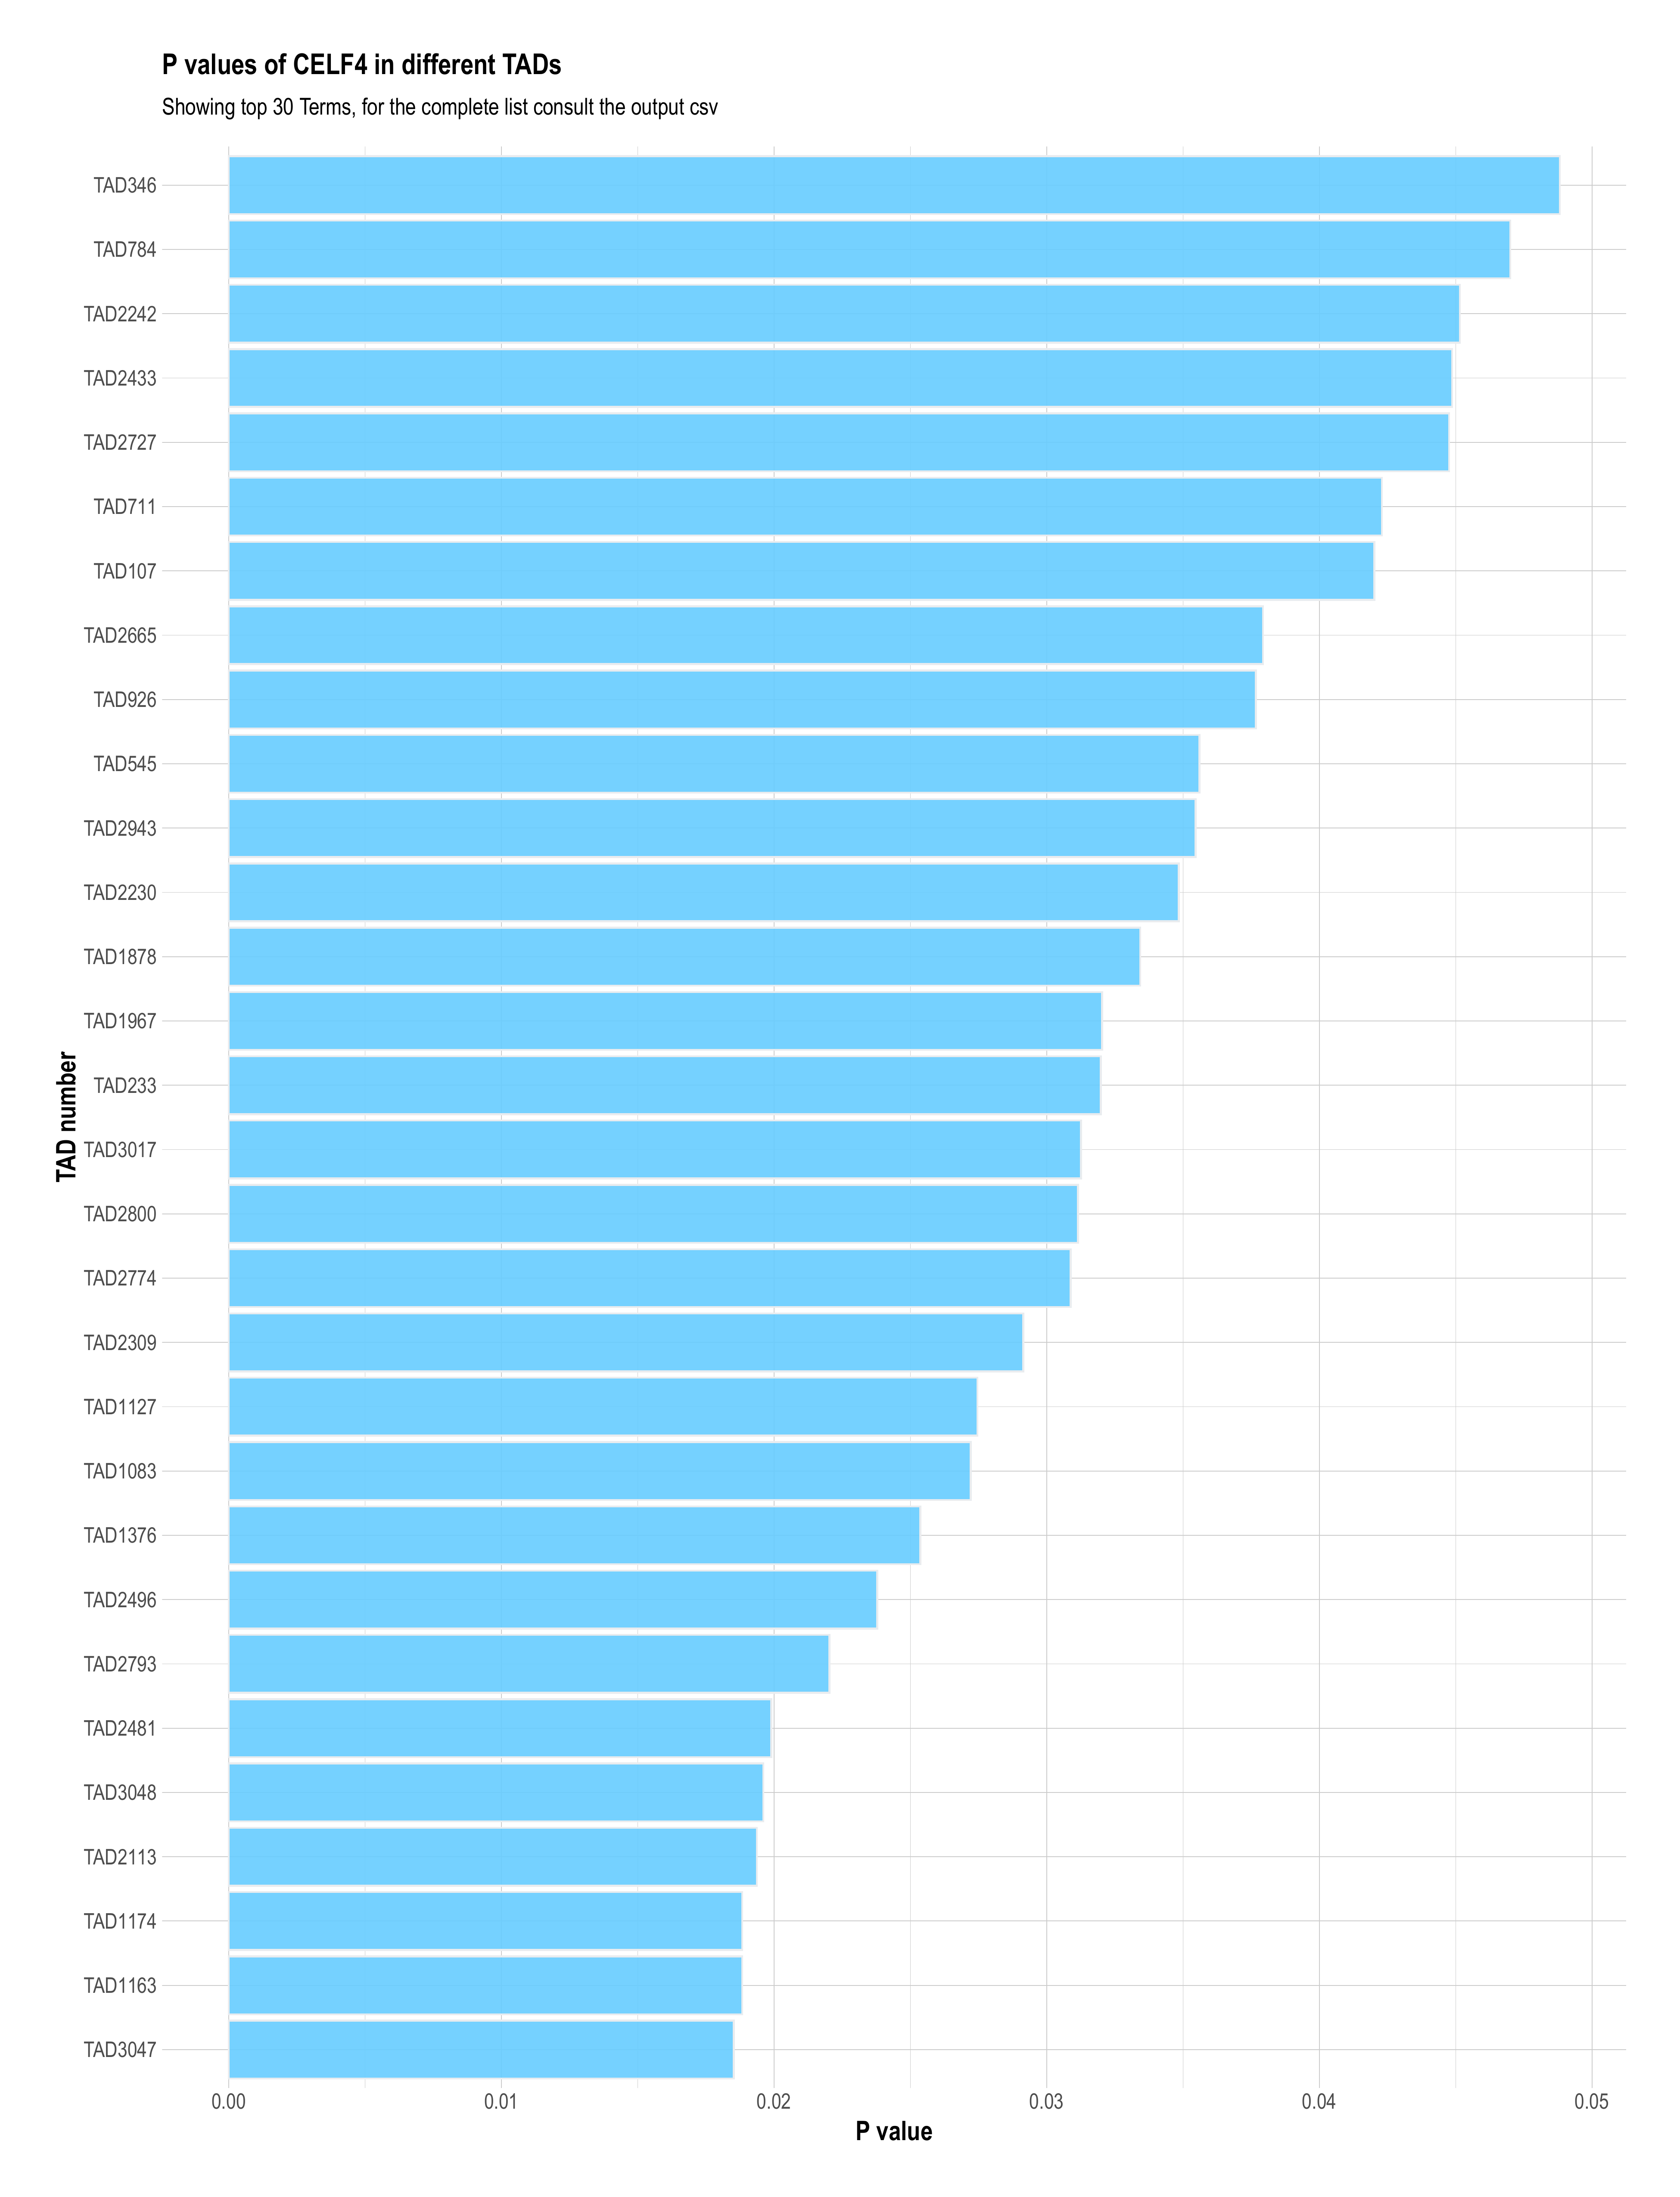 P values of CELF4 in different TADs
Showing top 30 Terms, for the complete list consult the output csv
TAD346
TAD784
TAD2242
TAD2433
TAD2727
TAD711
TAD107
TAD2665
TAD926
TAD545
TAD2943
TAD2230
TAD1878
TAD1967
TAD233
TAD3017
TAD2800
TAD2774
TAD2309
TAD1127
TAD1083
TAD1376
TAD2496
TAD2793
TAD2481
TAD3048
TAD2113
TAD1174
TAD1163
TAD3047
TAD number
0.00 0.01 0.02 0.03 0.04 0.05
P value